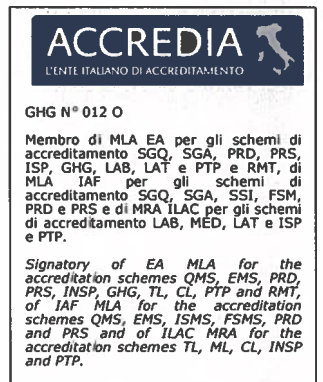 ACCREDIA
L'ENTE ITALIANO DI ACCREDITAMENTO
GHG N° 012 O
Membro di MLA EA per gli schemi di
accreditamento SGQ, SGA, PRD, PRS,
ISP, GHG, LAB, LAT e PTP e RMT, di
MLA IAF per gli schemi di
accreditamento SGQ, SGA, SSI, FSM,
PRD e PRS e di MRA ILAC per gli schemi
di accreditamento LAB, MED, LAT e ISP
e PTP.
Signatory of EA MLA for the
accreditation schemes QMS, EMS, PRD,
PRS, INSP, GHG, TL, CL, PTP and RMT,
of IAF MLA for the accreditation
schemes QMS, EMS, ISMS, FSMS, PRD
and PRS and of ILAC MRA for the
accreditation schemes TL, ML, CL, INSP
and PTP.